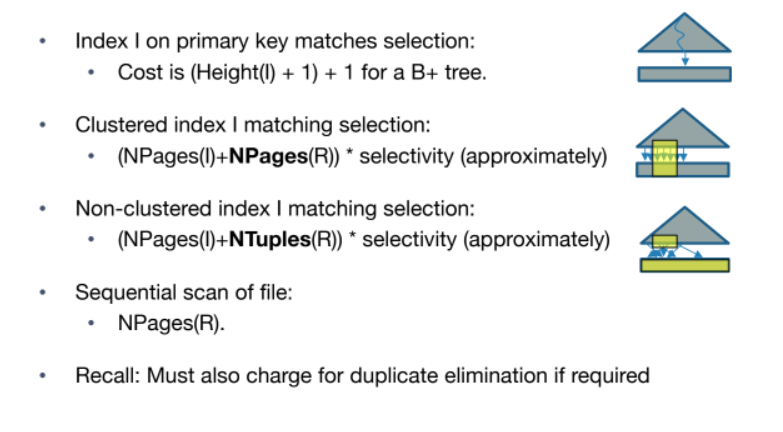 • Index I on primary key matches selection:
• Cost is (Height(I) + 1) + 1 for a B+ tree.
• Clustered index I matching selection:
• (NPages(I)+NPages(R)) * selectivity (approximately)
• Non-clustered index I matching selection:
• (NPages(I)+NTuples(R)) * selectivity (approximately)
• Sequential scan of file:
• NPages(R).
• Recall: Must also charge for duplicate elimination if required